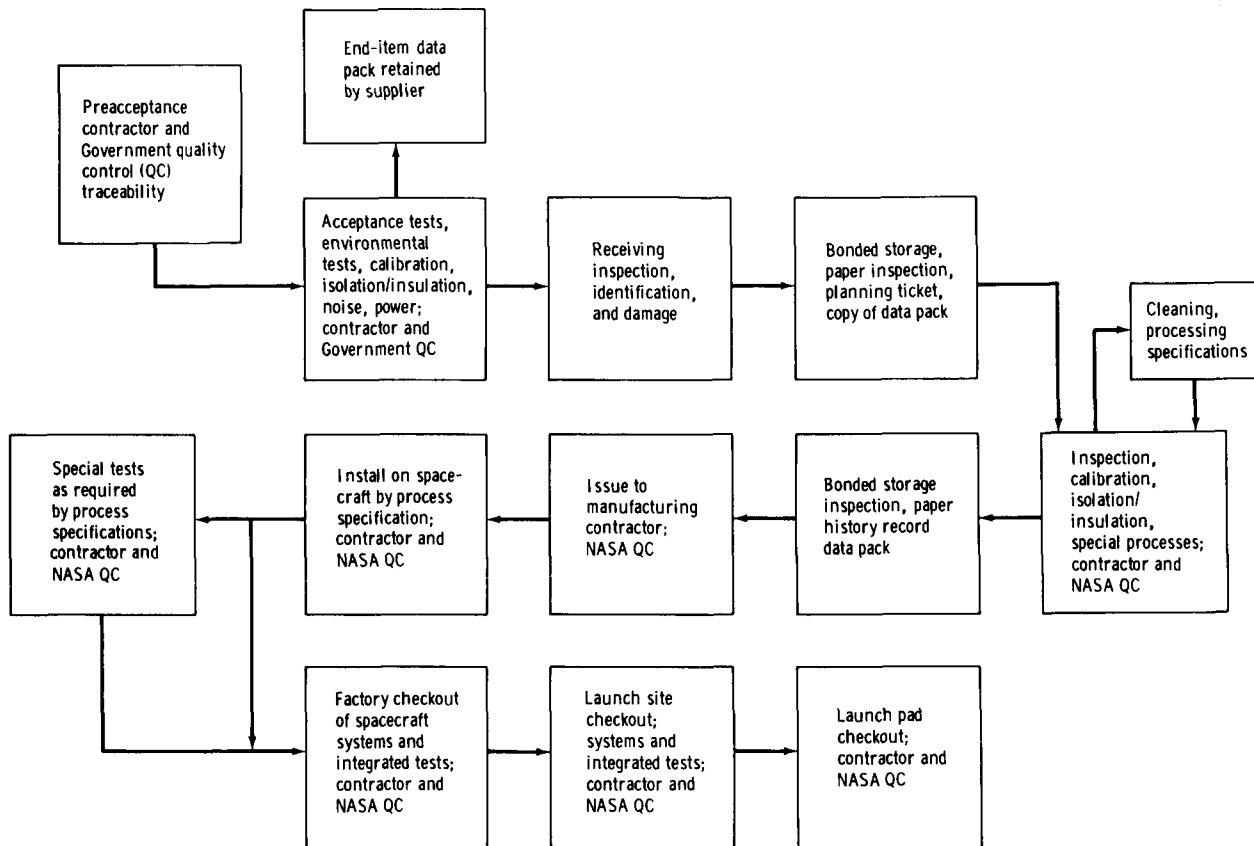 End-item data
pack retained
by supplier
Preacceptance
contractor and
Government quality
control (QC)
traceability
Acceptance tests,
environmental
tests, calibration,
isolation/insulation,
noise, power;
contractor and
Government QC
Receiving
inspection,
identification,
and damage
Bonded storage,
paper inspection,
planning ticket,
copy of data pack
Cleaning,
processing
specifications
Special tests
as required
by process
specifications;
contractor and
NASA QC
Install on space-
craft by process
specification;
contractor and
NASA QC
Issue to
manufacturing
contractor;
NASA QC
Bonded storage
inspection, paper
history record
data pack
Inspection,
calibration,
isolation/
insulation,
special processes;
contractor and
NASA QC
Factory checkout
of spacecraft
systems and
integrated tests;
contractor and
NASA QC
Launch site
checkout;
systems and
integrated tests;
contractor and
NASA QC
Launch pad
checkout;
contractor and
NASA QC